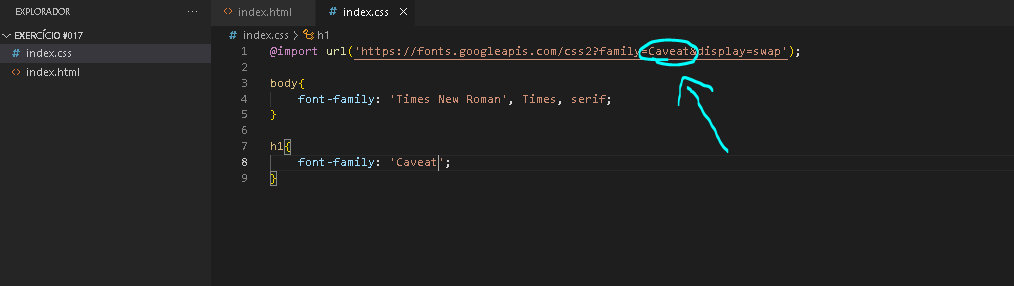 EXPLORADOR ···
EXERCÍCIO #017
# index.css
<> index.html
<> index.html
# index.css ×
# index.css > h1
1 @import url('https://fonts.googleapis.com/css2?family=Caveat&display=swap');
2
3 body{
4 font-family: 'Times New Roman', Times, serif;
5 }
6
7 h1{
8 font-family: 'Caveat';
9 }